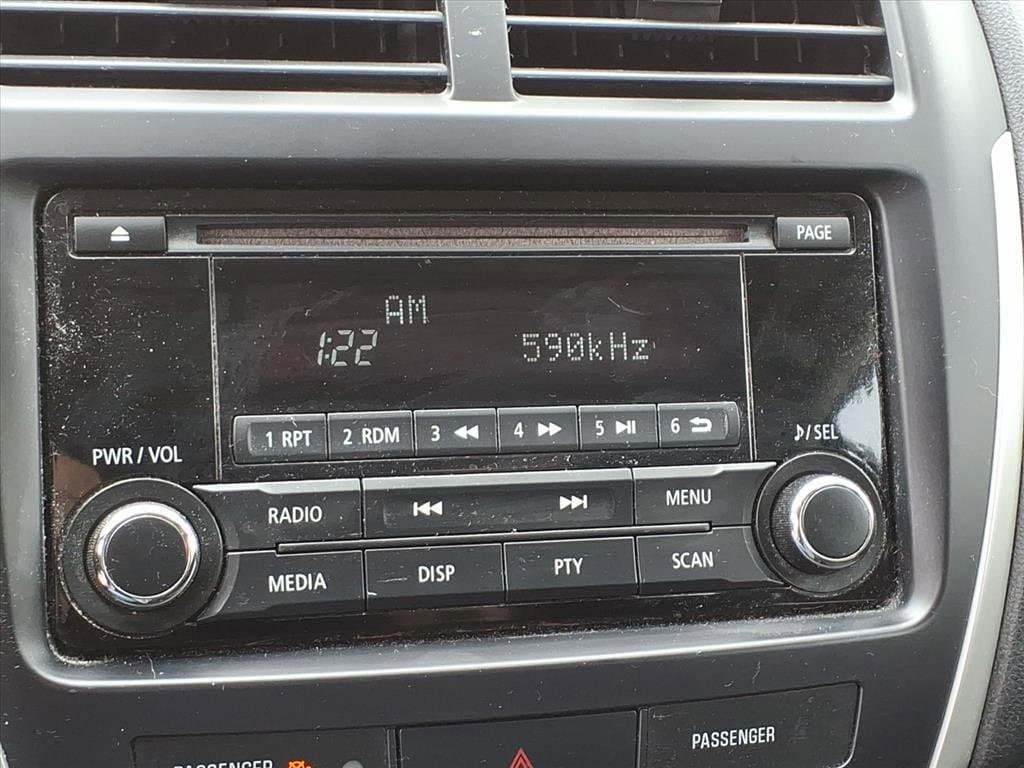 PAGE
AM
1:22 590kHz
1 RPT 2 RDM 3 4 5 6
PWR / VOL
/ SEL
RADIO MENU
MEDIA DISP PTY SCAN
PASSENGER PASSENGER